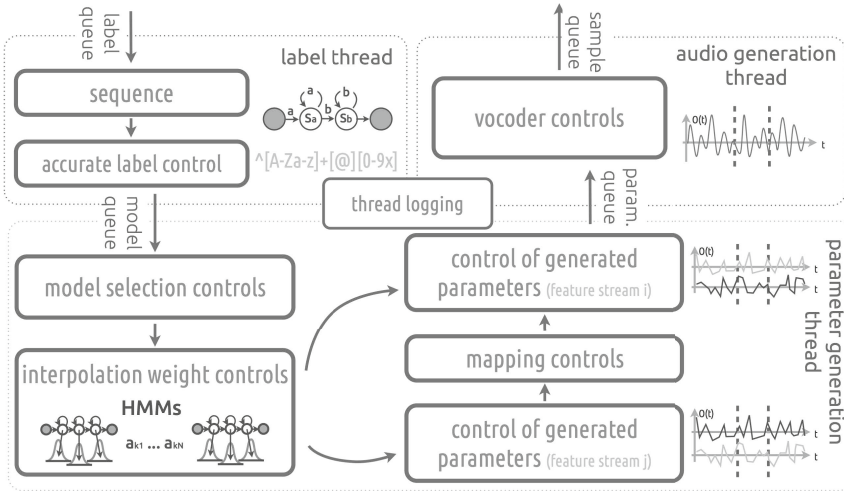 label
queue
label thread
sequence
a
b
a
b
Sa
Sb
accurate label control
^[A-Za-z]+[@][0-9x]
sample
queue
audio generation
thread
vocoder controls
O(t)
t
thread logging
model
queue
param.
queue
model selection controls
interpolation weight controls
HMMs
ak1 ... akN
control of generated
parameters (feature stream i)
O(t)
t
t
mapping controls
control of generated
parameters (feature stream j)
O(t)
t
t
parameter generation
thread